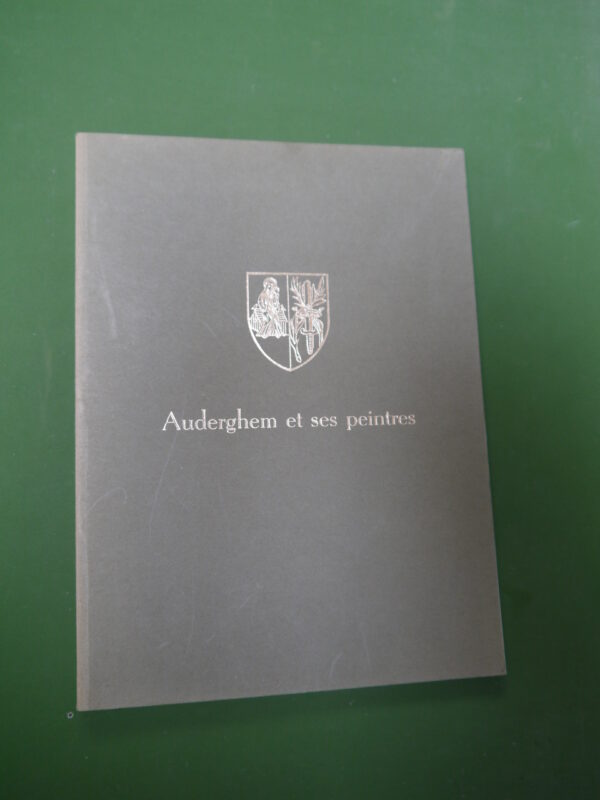 Auderghem et ses peintres